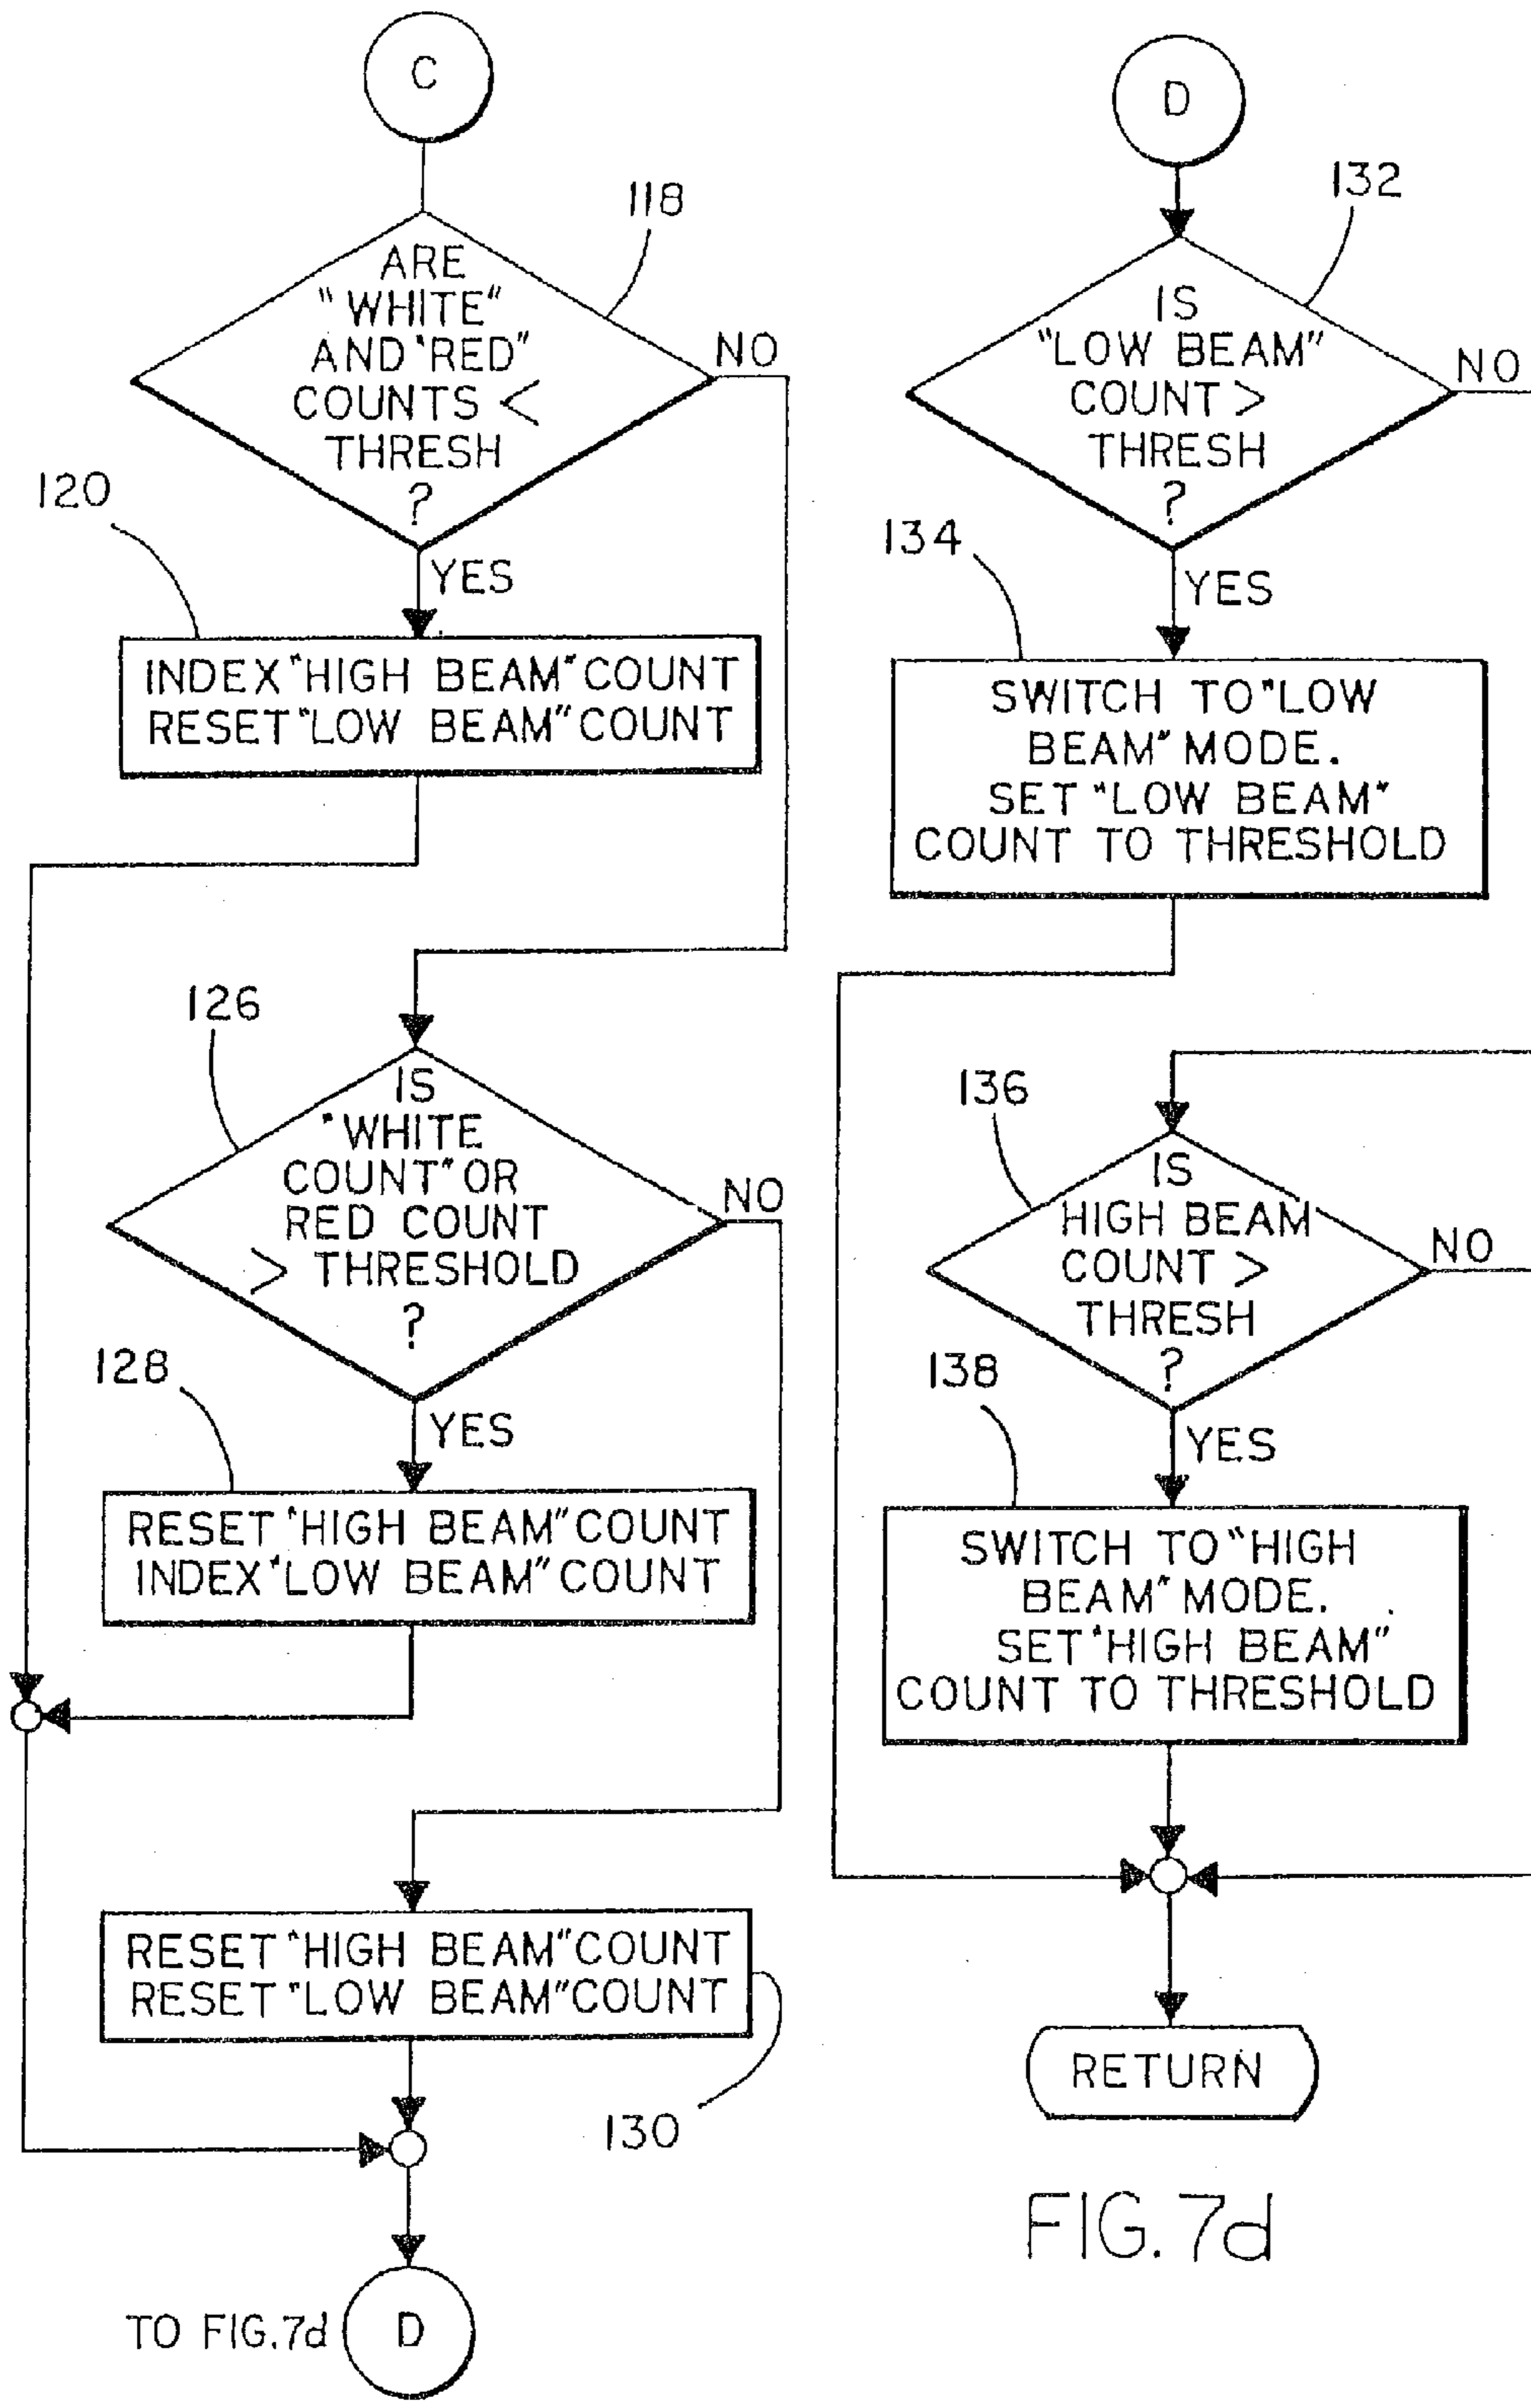 C
118
ARE
"WHITE"
AND "RED"
COUNTS <
THRESH
?
NO
120
YES
INDEX "HIGH BEAM" COUNT
RESET "LOW BEAM" COUNT
126
IS
"WHITE
COUNT" OR
RED COUNT
> THRESHOLD
?
NO
128
YES
RESET "HIGH BEAM" COUNT
INDEX "LOW BEAM" COUNT
RESET "HIGH BEAM" COUNT
RESET "LOW BEAM" COUNT
130
TO FIG. 7d
D
D
132
IS
"LOW BEAM"
COUNT >
THRESH
?
NO
134
YES
SWITCH TO "LOW
BEAM" MODE.
SET "LOW BEAM"
COUNT TO THRESHOLD
136
IS
HIGH BEAM
COUNT >
THRESH
?
NO
138
YES
SWITCH TO "HIGH
BEAM" MODE.
SET "HIGH BEAM"
COUNT TO THRESHOLD
RETURN
FIG. 7d